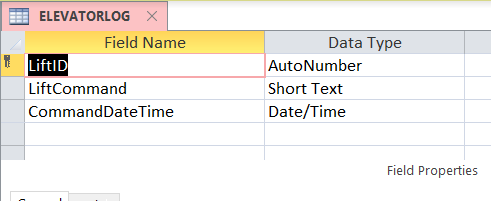 ELEVATORLOG
Field Name Data Type
LiftID AutoNumber
LiftCommand Short Text
CommandDateTime Date/Time
Field Properties